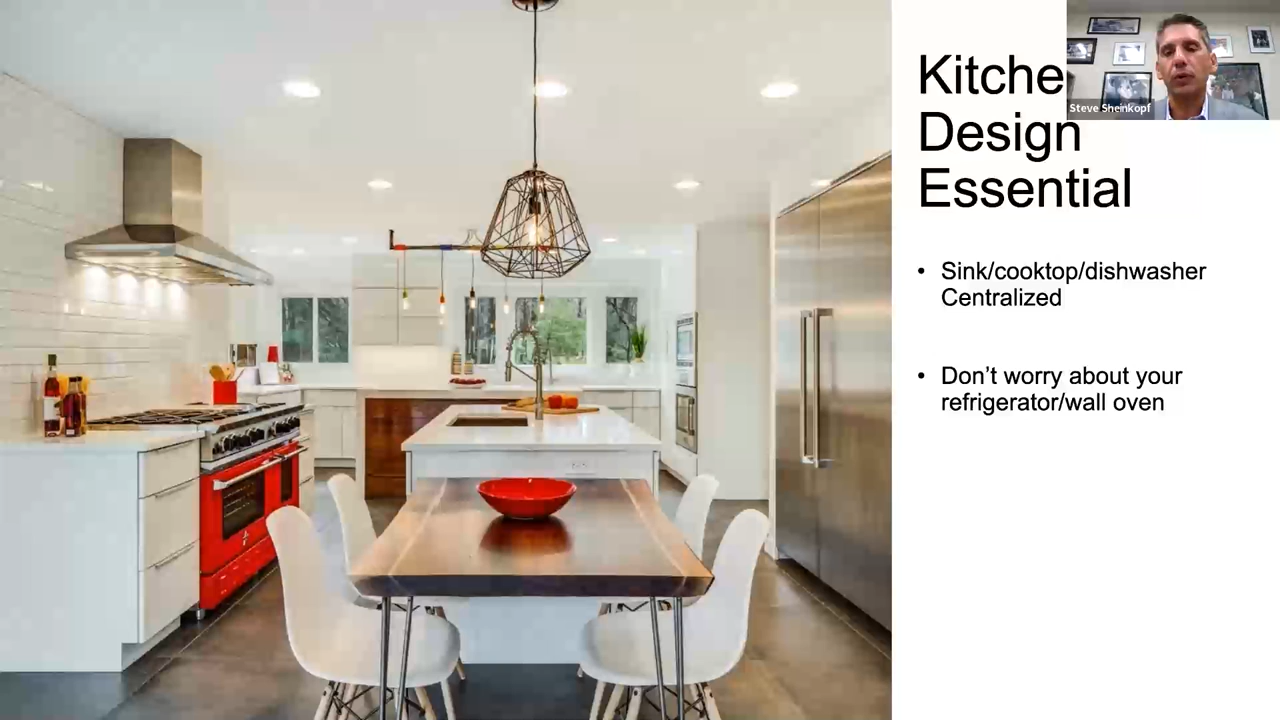 Kitche
Design
Essential
Steve Sheinkopf
• Sink/cooktop/dishwasher
Centralized
• Don’t worry about your
refrigerator/wall oven